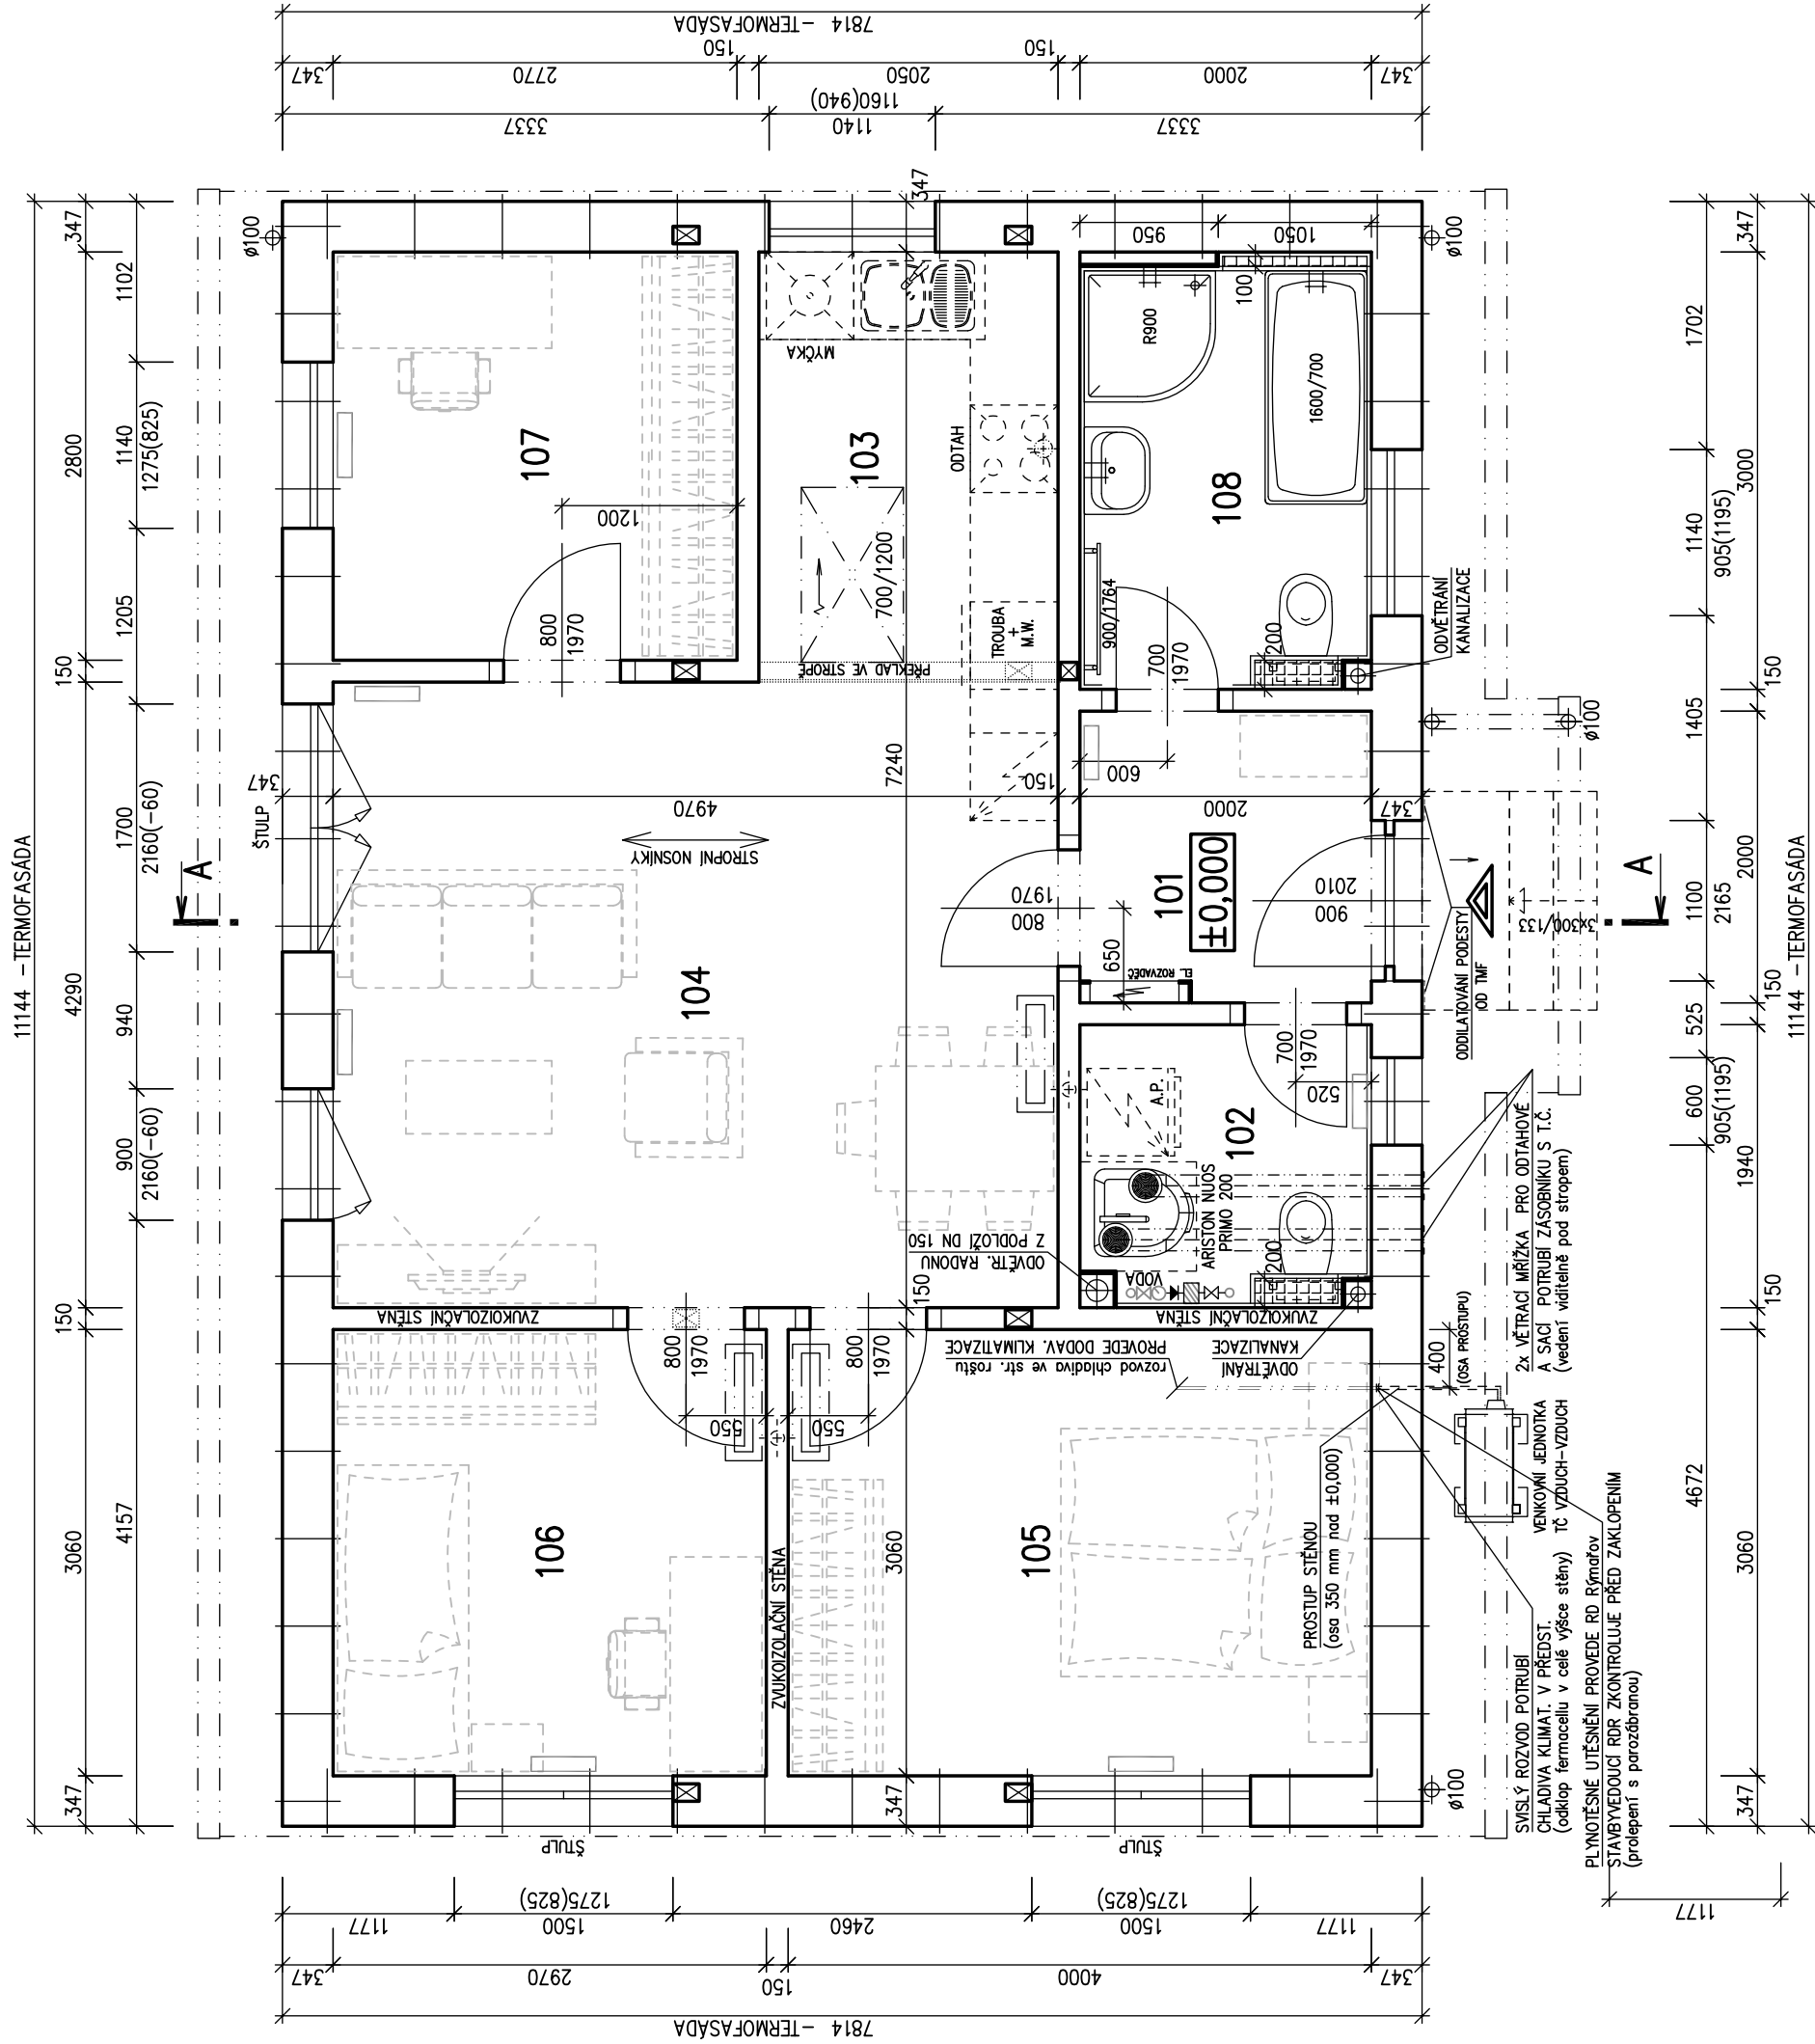 7814 –TERMOFASÁDA
347
2770
150
2050
150
2000
347
3337
1140
1160(940)
3337
11144 –TERMOFASÁDA
347
2800
150
4290
150
3060
347
1102
1140
1275(825)
1205
1700
2160(–60)
940
900
2160(–60)
4157
ø100
ø100
ø100
ø100
A
A
ŠTULP
347
107
1200
800
1970
103
MYČKA
ODTAH
700/1200
TROUBA
+
M.W.
PŘEKLAD VE STROPĚ
347
7240
108
R900
1600/700
950
1050
100
900/1764
700
1970
200
ODVĚTRÁNÍ
KANALIZACE
600
150
4970
2000
347
STROPNÍ NOSNÍKY
104
101
±0,000
800
1970
900
2010
650
EL. ROZVADĚČ
ODDILATOVÁNÍ PODESTY
OD TMF
3x300/133
102
700
1970
520
A.P.
ARISTON NUOS
PRIMO 200
VODA
200
ODVĚTR. RADONU
Z PODLOŽÍ DN 150
150
ZVUKOIZOLAČNÍ STĚNA
ZVUKOIZOLAČNÍ STĚNA
ZVUKOIZOLAČNÍ STĚNA
ODVĚTRÁNÍ
KANALIZACE
rozvod chladiva ve str. roštu
PROVEDE DODAV. KLIMATIZACE
800
1970
550
800
1970
550
106
105
3060
347
PROSTUP STĚNOU
(osa 350 mm nad ±0,000)
400
(OSA PROSTUPU)
2x VĚTRACÍ MŘÍŽKA PRO ODTAHOVÉ
A SACÍ POTRUBÍ ZÁSOBNÍKU S T.Č.
(vedení viditelně pod stropem)
VENKOVNÍ JEDNOTKA
TČ VZDUCH–VZDUCH
SVISLÝ ROZVOD POTRUBÍ
CHLADIVA KLIMAT. V PŘEDST.
(odklop fermacellu v celé výšce stěny)
PLYNOTĚSNÉ UTĚSNĚNÍ PROVEDE RD Rýmařov
STAVBYVEDOUCÍ RDR ZKONTROLUJE PŘED ZAKLOPENÍM
(prolepení s parozábranou)
1702
1140
905(1195)
1405
1100
2165
525
600
905(1195)
4672
347
3000
150
2000
150
1940
150
3060
347
11144 –TERMOFASÁDA
ŠTULP
ŠTULP
1177
1500
1275(825)
2460
1500
1275(825)
1177
1177
347
2970
150
4000
347
7814 –TERMOFASÁDA